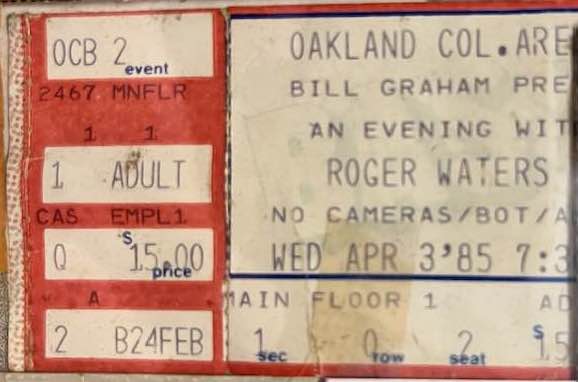 OCB 2
event
2467 MNFLR
1 1
1 ADULT
CAS EMPL1
Q $15.00
price
A
2 B24FEB
OAKLAND COL.ARE
BILL GRAHAM PRE
AN EVENING WIT
ROGER WATERS
NO CAMERAS/BOT/A
WED APR 3'85 7:3
MAIN FLOOR 1 AD
1 Q 2 $15
sec row seat